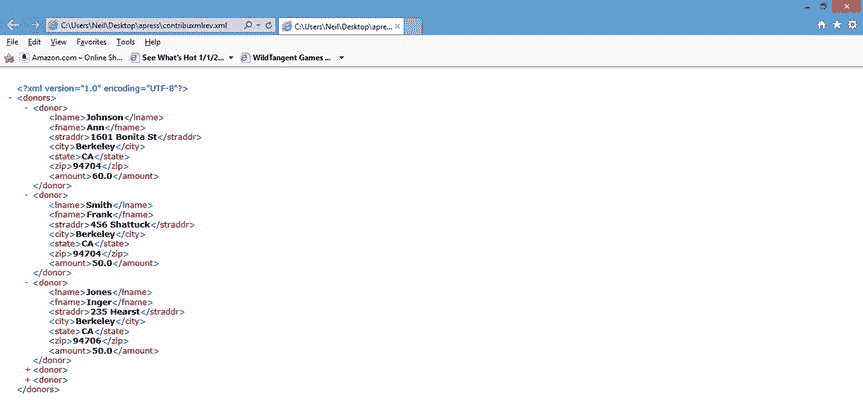 C:\Users\Neil\Desktop\apress\contribuxmlrev.xml
C:\Users\Neil\Desktop\apre...
File Edit View Favorites Tools Help
Amazon.com – Online Sh... See What's Hot 1/1/2... WildTangent Games ...
<?xml version="1.0" encoding="UTF-8"?>
- <donors>
- <donor>
<lname>Johnson</lname>
<fname>Ann</fname>
<straddr>1601 Bonita St</straddr>
<city>Berkeley</city>
<state>CA</state>
<zip>94704</zip>
<amount>60.0</amount>
</donor>
- <donor>
<lname>Smith</lname>
<fname>Frank</fname>
<straddr>456 Shattuck</straddr>
<city>Berkeley</city>
<state>CA</state>
<zip>94704</zip>
<amount>50.0</amount>
</donor>
- <donor>
<lname>Jones</lname>
<fname>Inger</fname>
<straddr>235 Hearst</straddr>
<city>Berkeley</city>
<state>CA</state>
<zip>94706</zip>
<amount>50.0</amount>
</donor>
+ <donor>
+ <donor>
</donors>